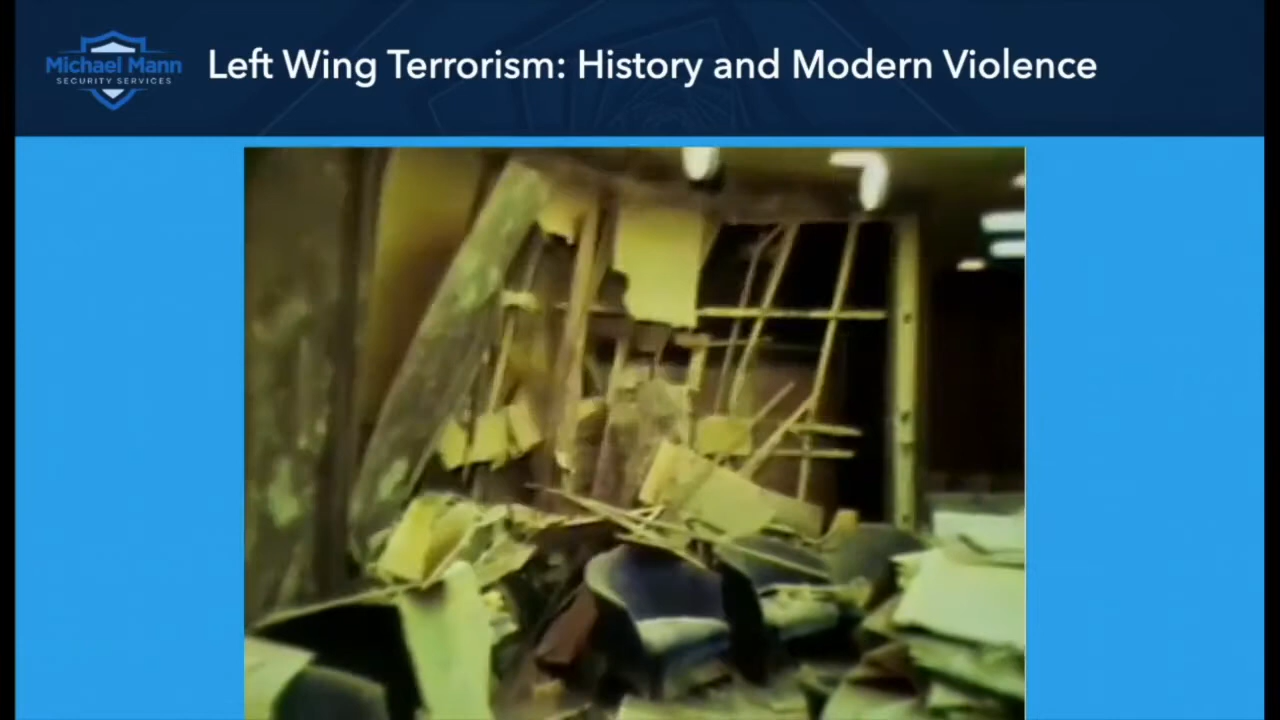 Michael Mann
SECURITY SERVICES
Left Wing Terrorism: History and Modern Violence